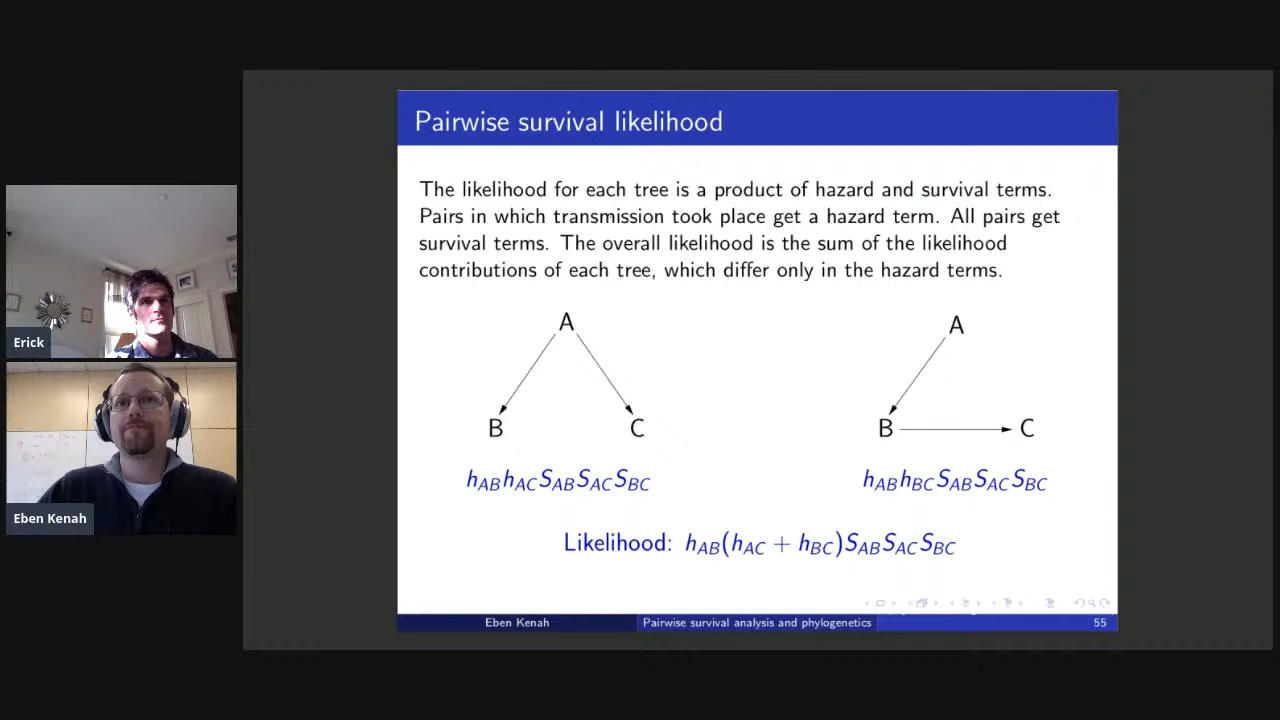 Pairwise survival likelihood
The likelihood for each tree is a product of hazard and survival terms.
Pairs in which transmission took place get a hazard term. All pairs get
survival terms. The overall likelihood is the sum of the likelihood
contributions of each tree, which differ only in the hazard terms.
A
B
C
h_AB h_AC S_AB S_AC S_BC
A
B
C
h_AB h_BC S_AB S_AC S_BC
Likelihood: h_AB(h_AC + h_BC)S_AB S_AC S_BC
Eben Kenah
Pairwise survival analysis and phylogenetics
55
Erick
Eben Kenah